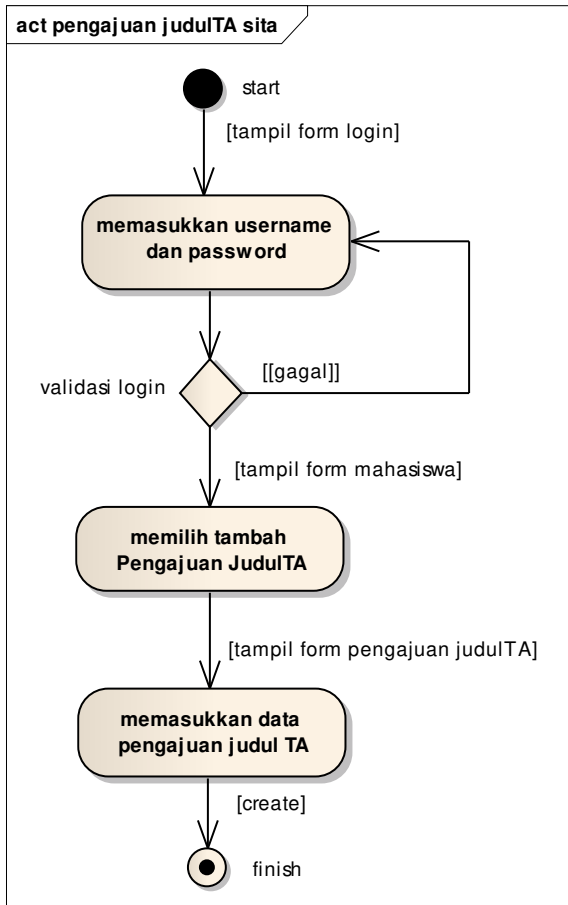 act pengajuan judulTA sita
start
[tampil form login]
memasukkan username
dan password
[[gagal]]
validasi login
[tampil form mahasiswa]
memilih tambah
Pengajuan JudulTA
[tampil form pengajuan judulTA]
memasukkan data
pengajuan judul TA
[create]
finish